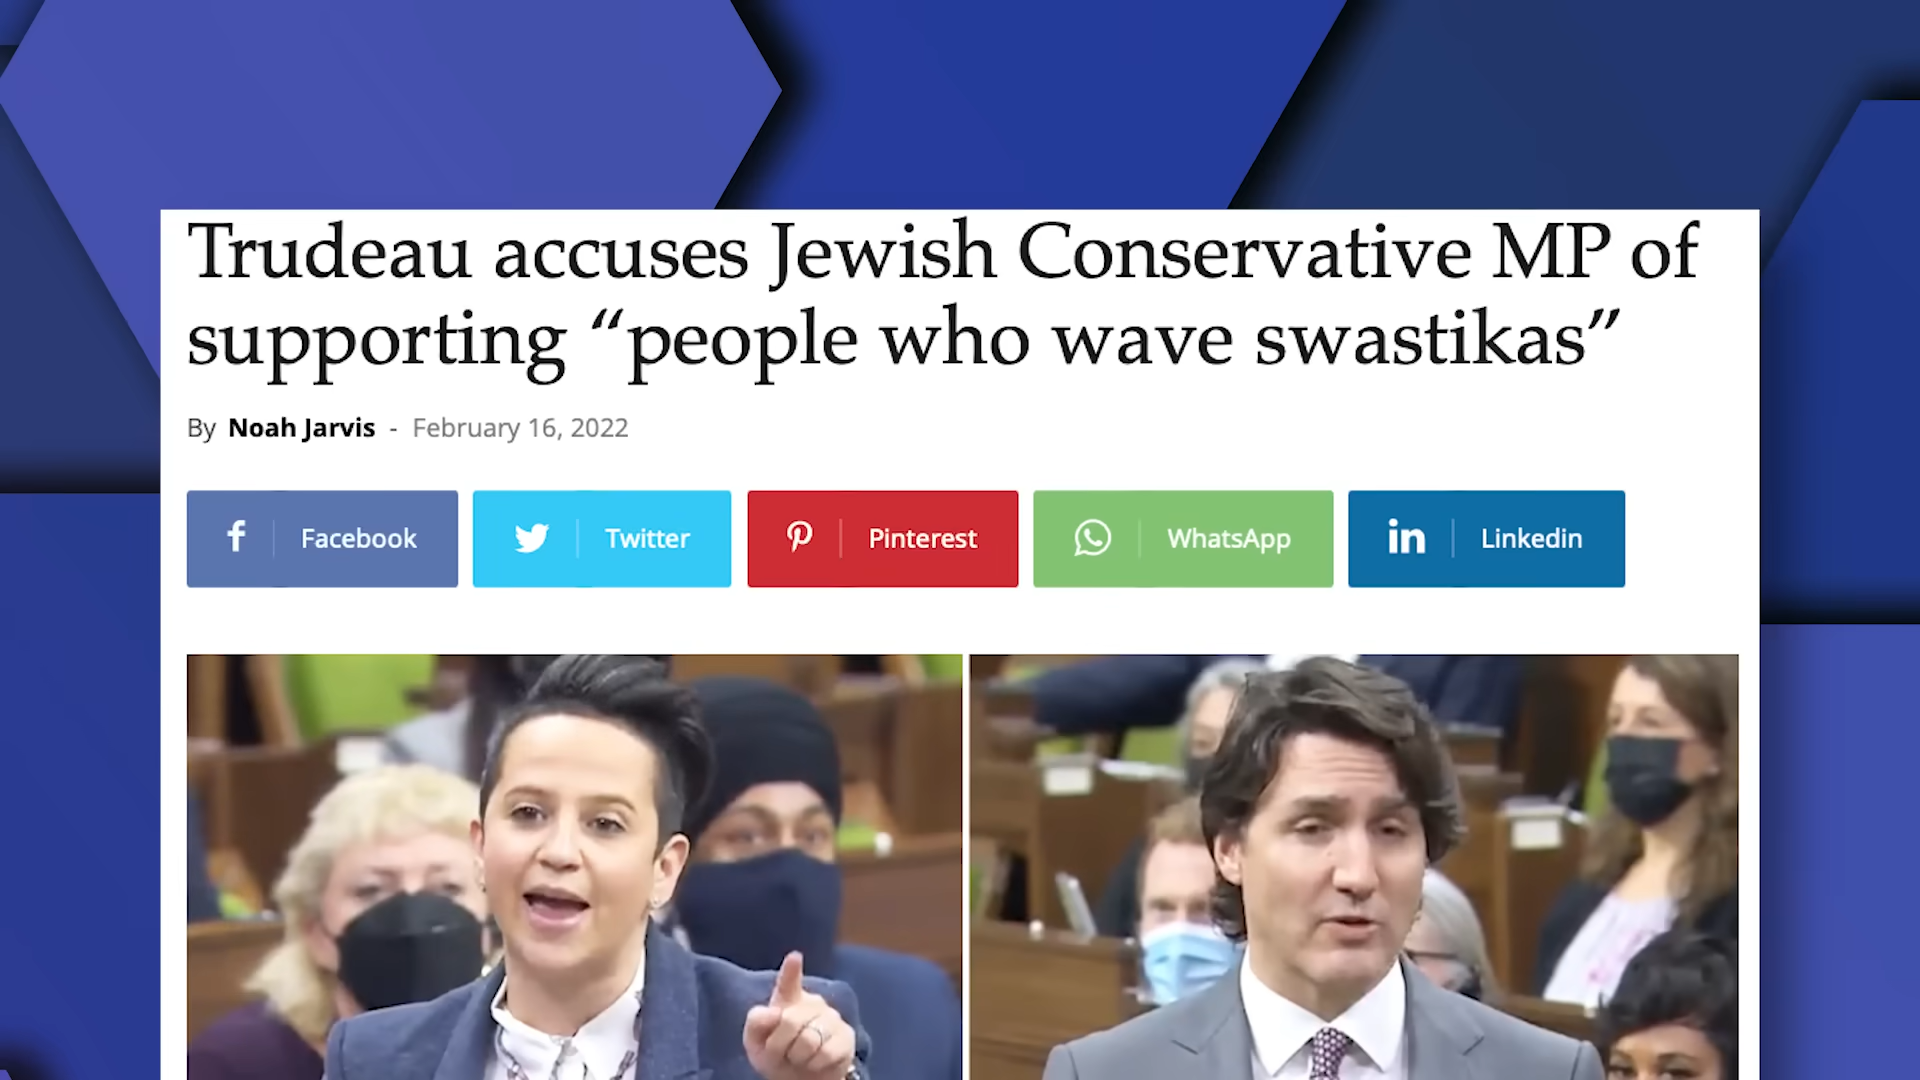 Trudeau accuses Jewish Conservative MP of
supporting “people who wave swastikas”
By Noah Jarvis - February 16, 2022
Facebook Twitter Pinterest WhatsApp Linkedin